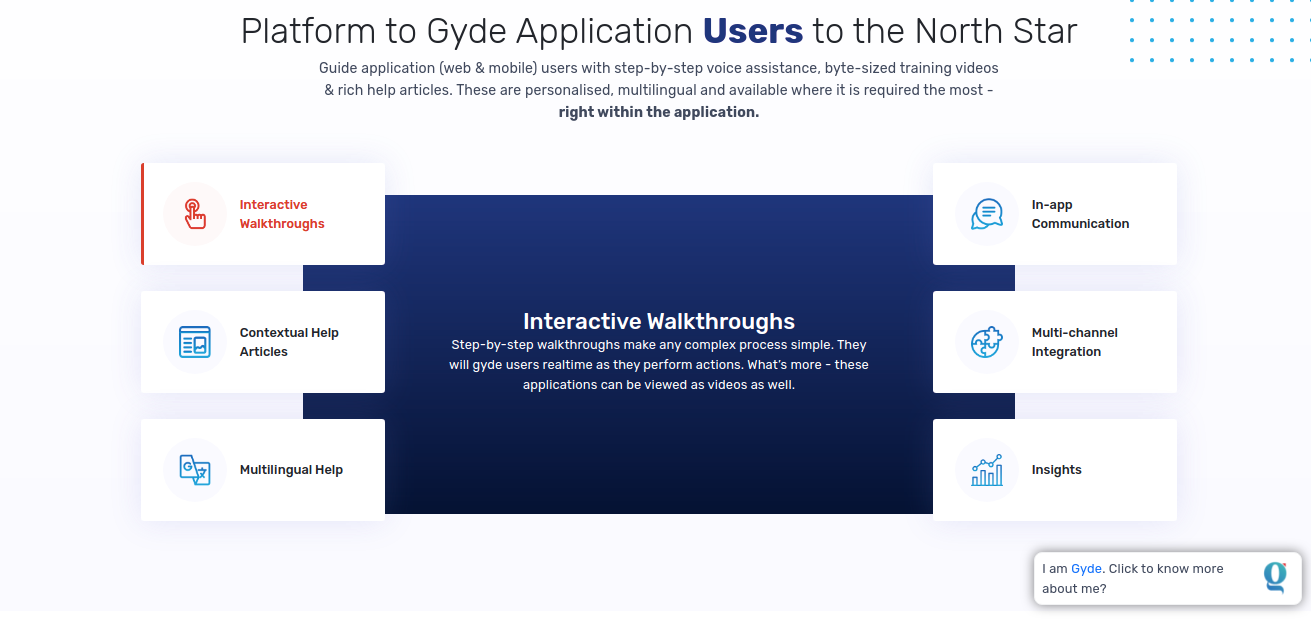 Platform to Gyde Application Users to the North Star
Guide application (web & mobile) users with step-by-step voice assistance, byte-sized training videos
& rich help articles. These are personalised, multilingual and available where it is required the most -
right within the application.
Interactive
Walkthroughs
Contextual Help
Articles
Multilingual Help
Interactive Walkthroughs
Step-by-step walkthroughs make any complex process simple. They
will gyde users realtime as they perform actions. What's more - these
applications can be viewed as videos as well.
In-app
Communication
Multi-channel
Integration
Insights
I am Gyde. Click to know more
about me?
g